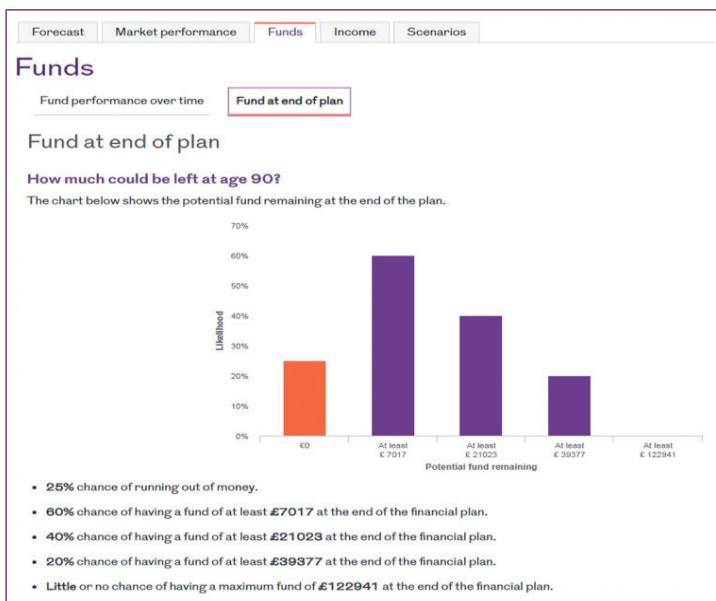 Forecast Market performance Funds Income Scenarios
Funds
Fund performance over time Fund at end of plan
Fund at end of plan
How much could be left at age 90?
The chart below shows the potential fund remaining at the end of the plan.
70%
60%
50%
40%
30%
20%
10%
0%
Likelihood
£0 At least At least At least At least
£ 7017 £ 21023 £ 39377 £ 122941
Potential fund remaining
• 25% chance of running out of money.
• 60% chance of having a fund of at least £7017 at the end of the financial plan.
• 40% chance of having a fund of at least £21023 at the end of the financial plan.
• 20% chance of having a fund of at least £39377 at the end of the financial plan.
• Little or no chance of having a maximum fund of £122941 at the end of the financial plan.